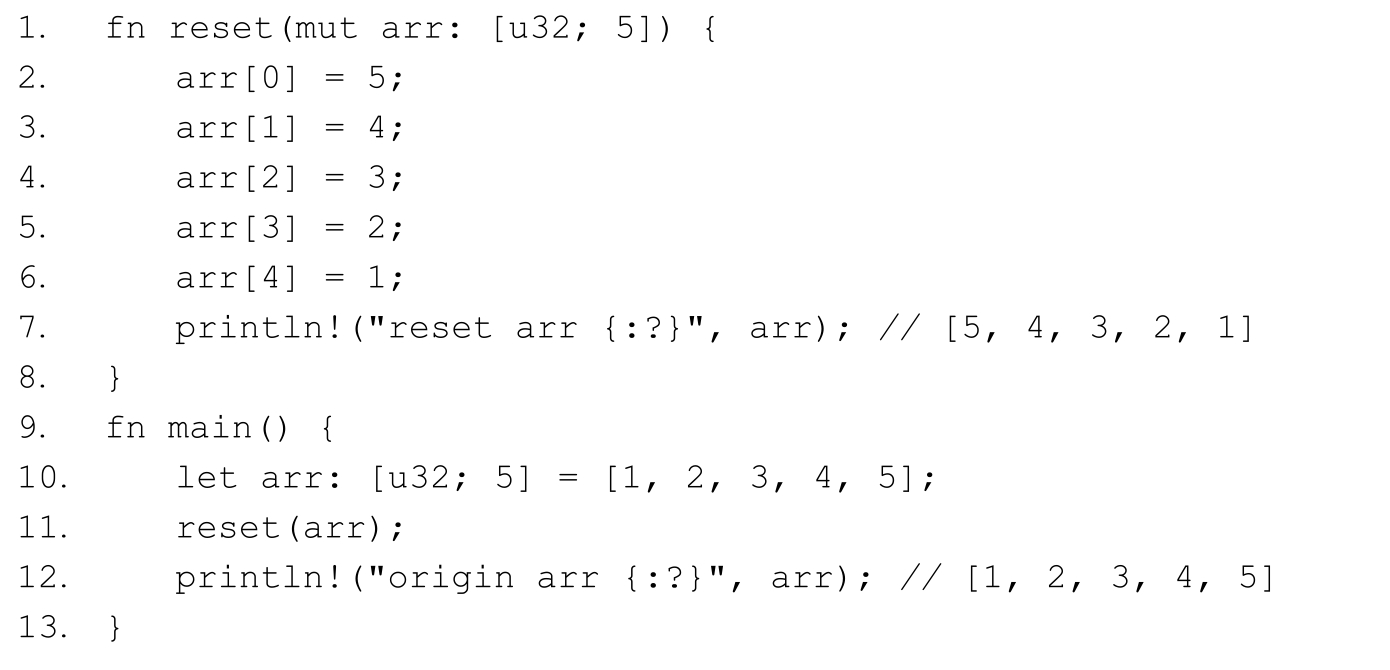 1. fn reset(mut arr: [u32; 5]) {
2. arr[0] = 5;
3. arr[1] = 4;
4. arr[2] = 3;
5. arr[3] = 2;
6. arr[4] = 1;
7. println!("reset arr {:?}", arr); // [5, 4, 3, 2, 1]
8. }
9. fn main() {
10. let arr: [u32; 5] = [1, 2, 3, 4, 5];
11. reset(arr);
12. println!("origin arr {:?}", arr); // [1, 2, 3, 4, 5]
13. }